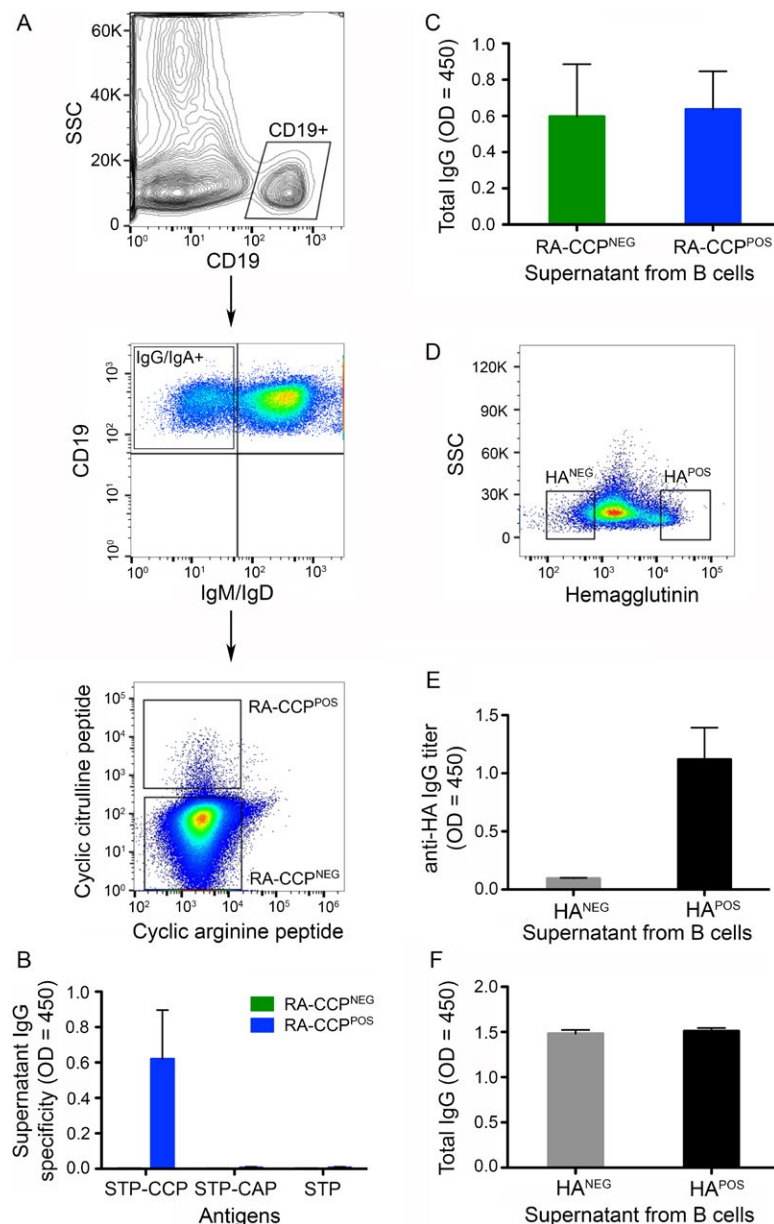 A
SSC
60K
40K
20K
0
CD19+
10⁰ 10¹ 10² 10³
CD19
IgG/IgA+
CD19
10³
10²
10¹
10⁰
10⁰ 10¹ 10² 10³
IgM/IgD
Cyclic citrulline peptide
10⁵
10⁴
10³
10²
10¹
10⁰
RA-CCPᴾᴼˢ
RA-CCPᴺᴱᴳ
10² 10³ 10⁴ 10⁵ 10⁶
Cyclic arginine peptide
B
Supernatant IgG
specificity (OD = 450)
1.0
0.8
0.6
0.4
0.2
0.0
RA-CCPᴺᴱᴳ
RA-CCPᴾᴼˢ
STP-CCP STP-CAP STP
Antigens
C
Total IgG (OD = 450)
1.0
0.8
0.6
0.4
0.2
0.0
RA-CCPᴺᴱᴳ RA-CCPᴾᴼˢ
Supernatant from B cells
D
SSC
120K
90K
60K
30K
0
HAᴺᴱᴳ HAᴾᴼˢ
10² 10³ 10⁴ 10⁵
Hemagglutinin
E
anti-HA IgG titer
(OD = 450)
1.5
1.0
0.5
0.0
HAᴺᴱᴳ HAᴾᴼˢ
Supernatant from B cells
F
Total IgG (OD = 450)
2.0
1.5
1.0
0.5
0.0
HAᴺᴱᴳ HAᴾᴼˢ
Supernatant from B cells